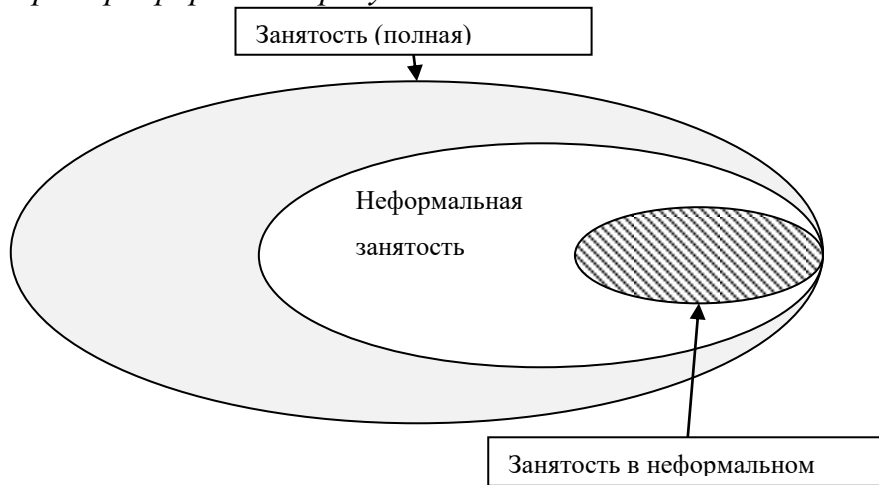 Занятость (полная)
Неформальная
занятость
Занятость в неформальном